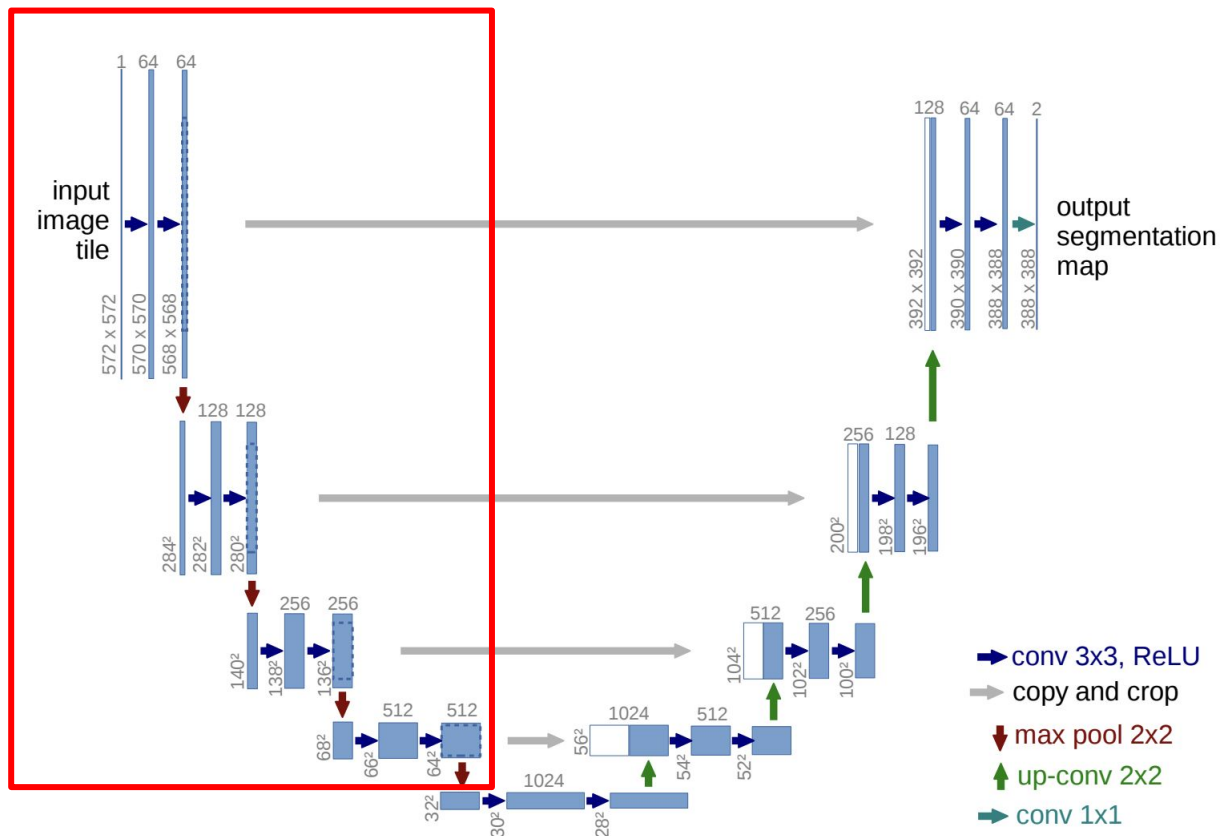 1 64 64
input
image
tile
572 x 572
570 x 570
568 x 568
128 64 64 2
output
segmentation
map
392 x 392
390 x 390
388 x 388
388 x 388
128 128
284²
282²
280²
256 128
200²
198²
196²
256 256
140²
138²
136²
512 256
104²
102²
100²
512 512
68²
66²
64²
1024 512
56²
54²
52²
1024
32²
30²
28²
conv 3x3, ReLU
copy and crop
max pool 2x2
up-conv 2x2
conv 1x1